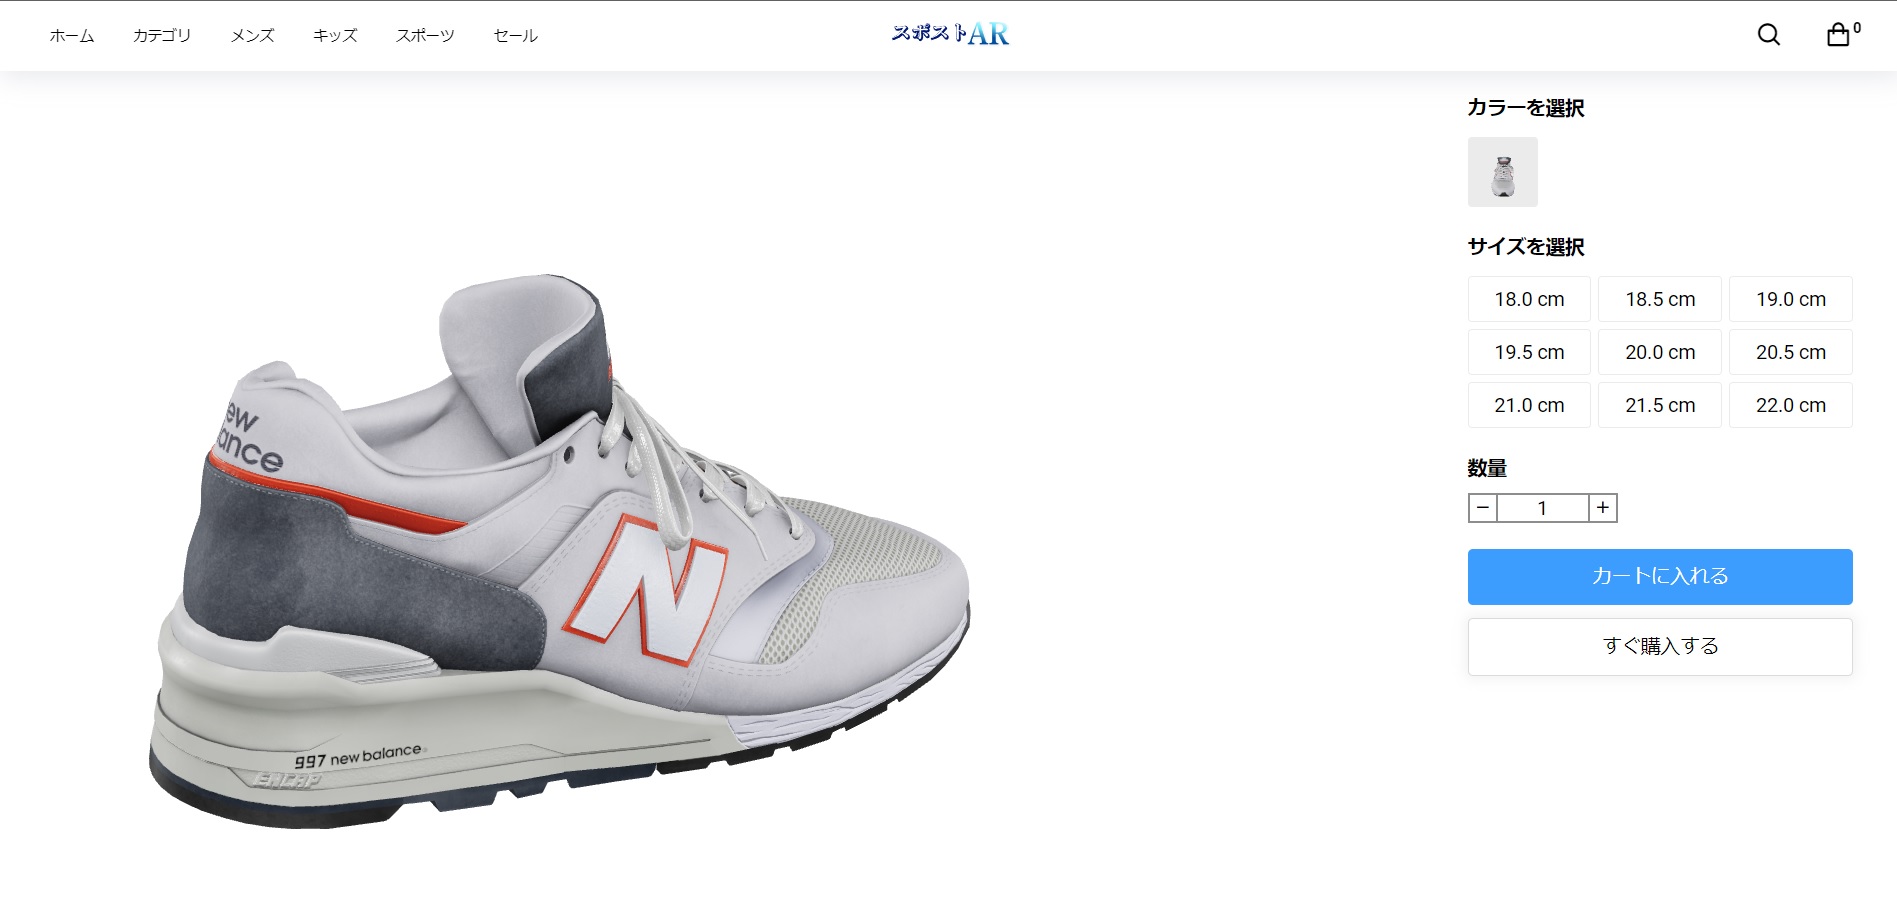 ホーム カテゴリ メンズ キッズ スポーツ セール
スポストAR
0
カラーを選択
サイズを選択
18.0 cm 18.5 cm 19.0 cm
19.5 cm 20.0 cm 20.5 cm
21.0 cm 21.5 cm 22.0 cm
数量
− 1 +
カートに入れる
すぐ購入する
ew
ance
N
997 new balance
ENCAP